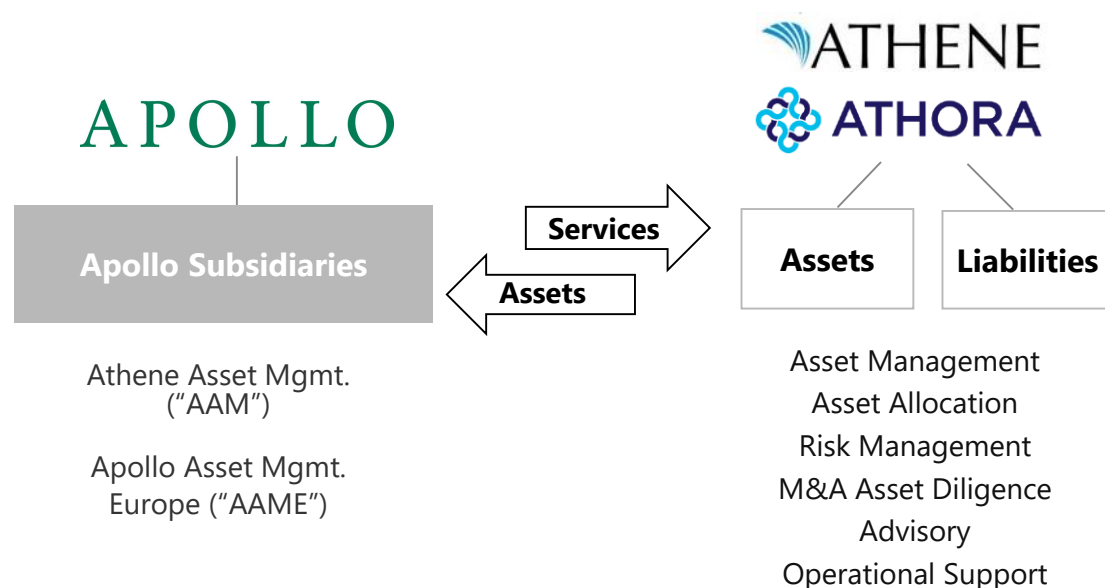 ATHENE
ATHORA
APOLLO
Apollo Subsidiaries
Services
Assets
Assets
Liabilities
Athene Asset Mgmt.
(“AAM”)
Apollo Asset Mgmt.
Europe (“AAME”)
Asset Management
Asset Allocation
Risk Management
M&A Asset Diligence
Advisory
Operational Support